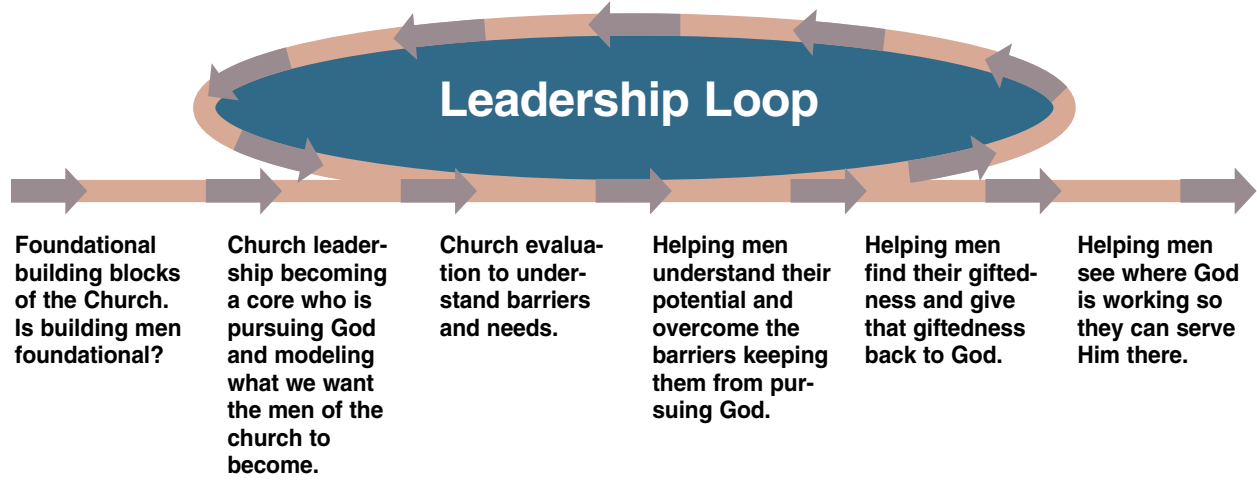 Leadership Loop
Foundational
building blocks
of the Church.
Is building men
foundational?
Church leader-
ship becoming
a core who is
pursuing God
and modeling
what we want
the men of the
church to
become.
Church evalua-
tion to under-
stand barriers
and needs.
Helping men
understand their
potential and
overcome the
barriers keeping
them from pur-
suing God.
Helping men
find their gifted-
ness and give
that giftedness
back to God.
Helping men
see where God
is working so
they can serve
Him there.